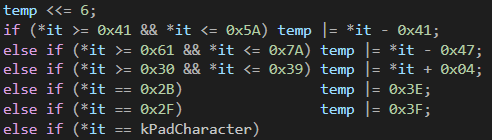 temp <<= 6;
if (*it >= 0x41 && *it <= 0x5A) temp |= *it - 0x41;
else if (*it >= 0x61 && *it <= 0x7A) temp |= *it - 0x47;
else if (*it >= 0x30 && *it <= 0x39) temp |= *it + 0x04;
else if (*it == 0x2B) temp |= 0x3E;
else if (*it == 0x2F) temp |= 0x3F;
else if (*it == kPadCharacter)